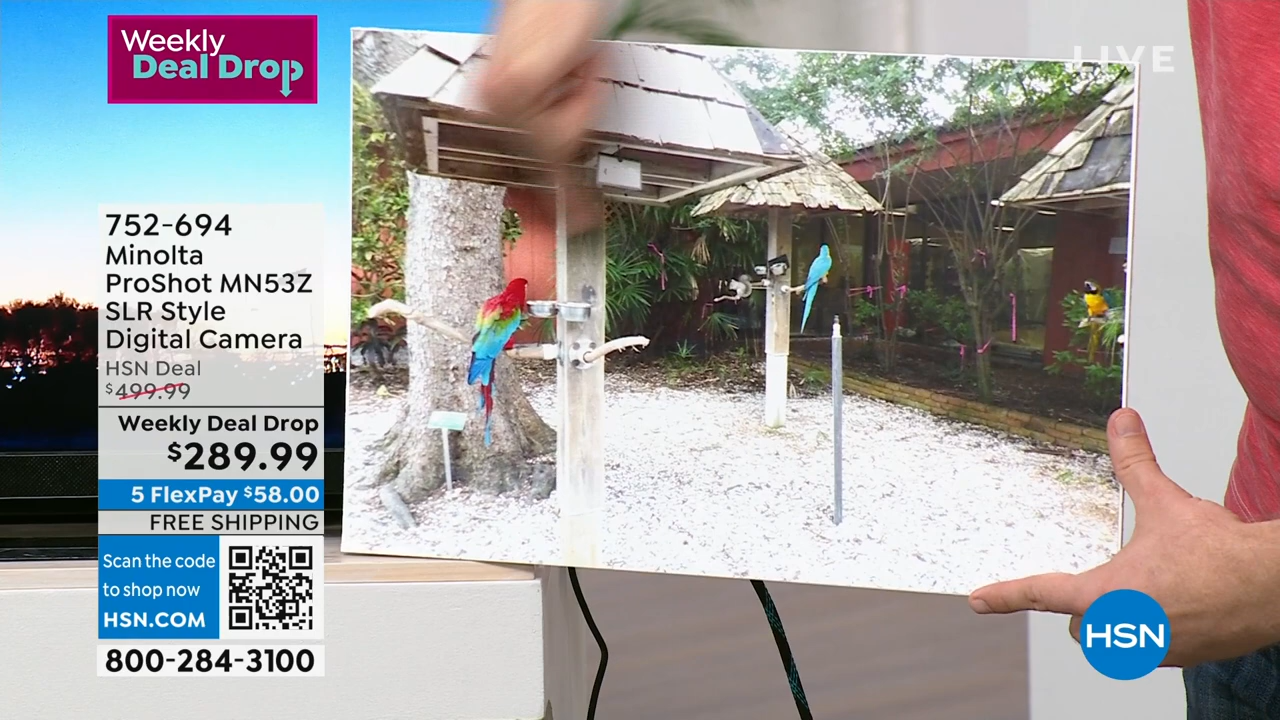 Weekly
Deal Drop
LIVE
752-694
Minolta
ProShot MN53Z
SLR Style
Digital Camera
HSN Deal
$499.99
Weekly Deal Drop
$289.99
5 FlexPay $58.00
FREE SHIPPING
Scan the code
to shop now
HSN.COM
800-284-3100
HSN